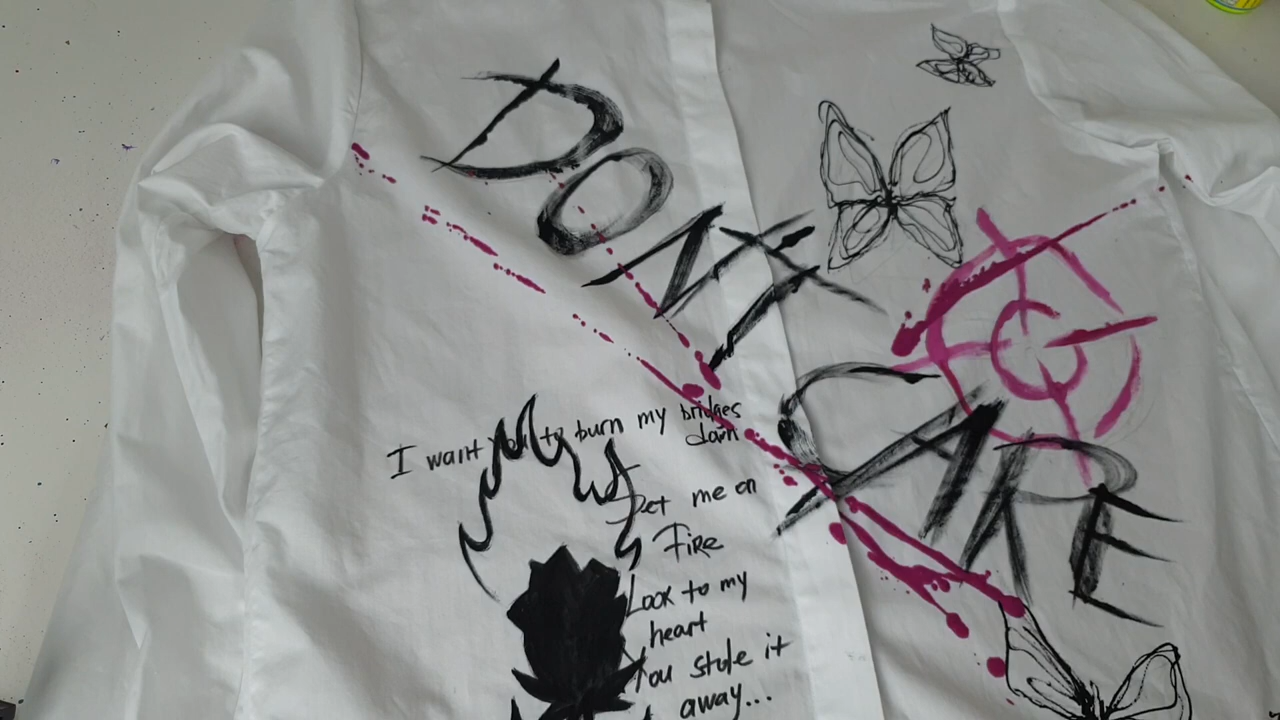 DON'T
CARE
I want you to burn my bridges
down
Set me on
Fire
Look to my
heart
You stole it
away...